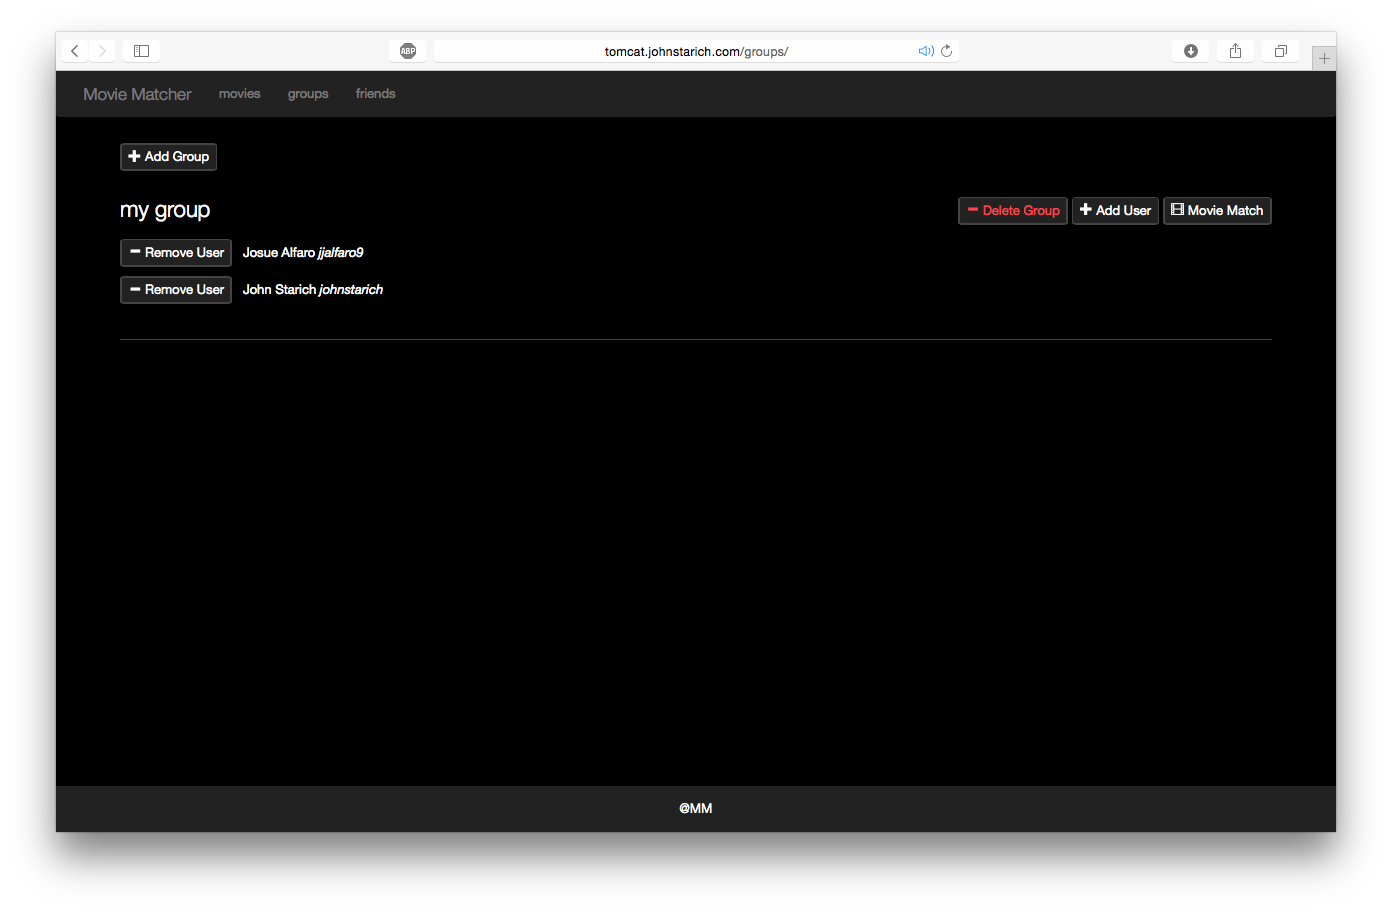 ABP tomcat.johnstarich.com/groups/
Movie Matcher movies groups friends
Add Group
my group Delete Group Add User Movie Match
Remove User Josue Alfaro jjalfaro9
Remove User John Starich johnstarich
@MM